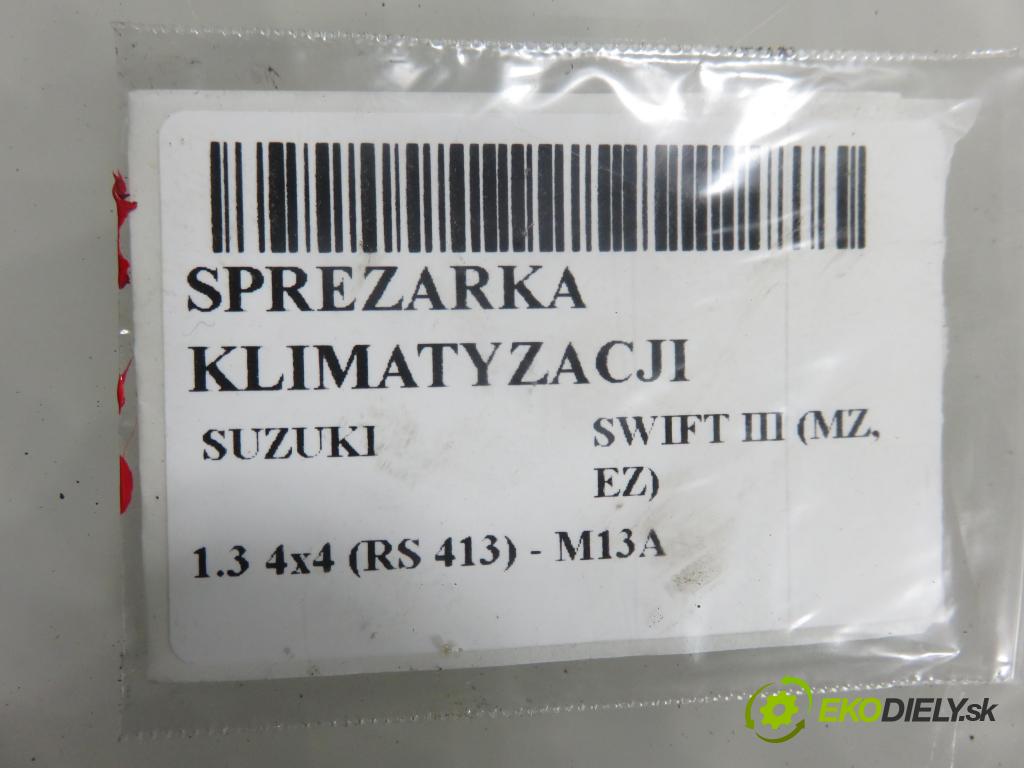 SPREZARKA
KLIMATYZACJI
SUZUKI SWIFT III (MZ,
EZ)
1.3 4x4 (RS 413) - M13A
EKODIELY.sk